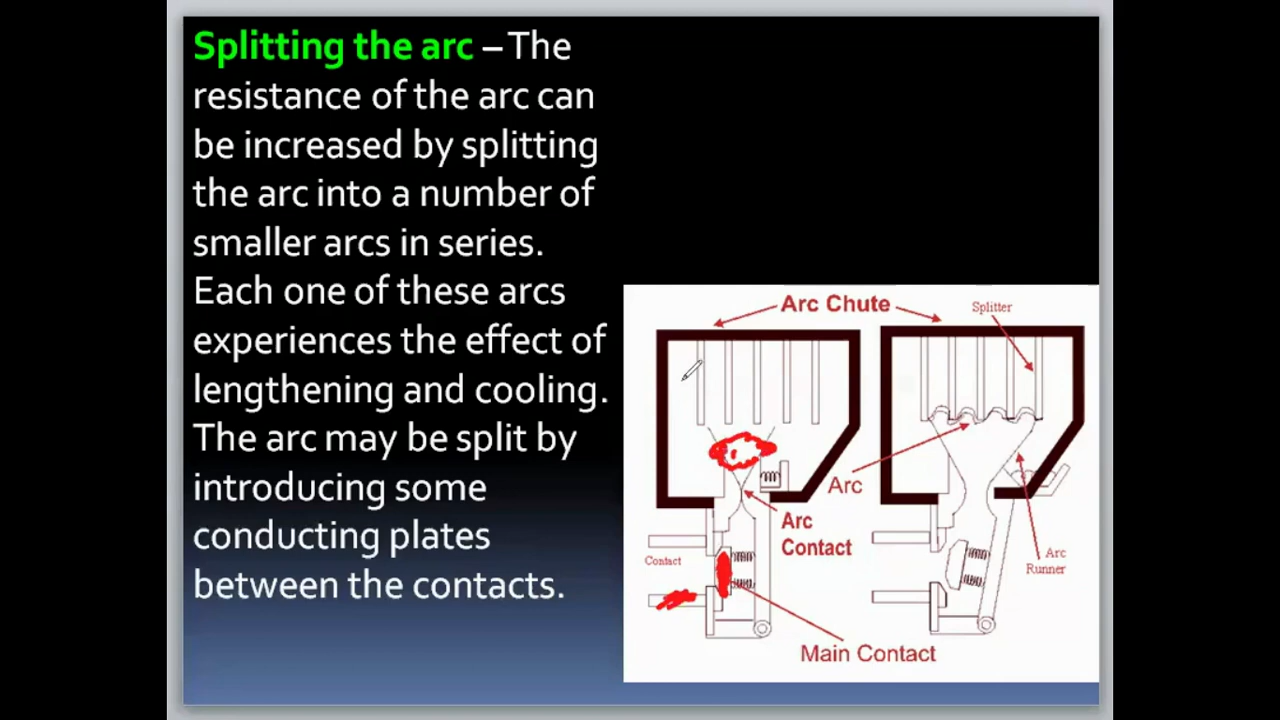 Splitting the arc – The
resistance of the arc can
be increased by splitting
the arc into a number of
smaller arcs in series.
Each one of these arcs
experiences the effect of
lengthening and cooling.
The arc may be split by
introducing some
conducting plates
between the contacts.
Arc Chute
Splitter
Arc
Arc
Contact
Contact
Arc
Runner
Main Contact